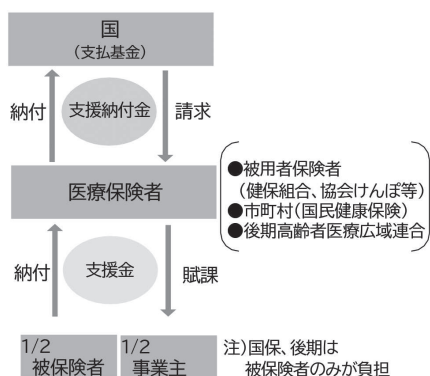 国
(支払基金)
納付
支援納付金
請求
医療保険者
●被用者保険者
(健保組合、協会けんぽ等)
●市町村(国民健康保険)
●後期高齢者医療広域連合
納付
支援金
賦課
1/2
被保険者
1/2
事業主
注)国保、後期は
被保険者のみが負担